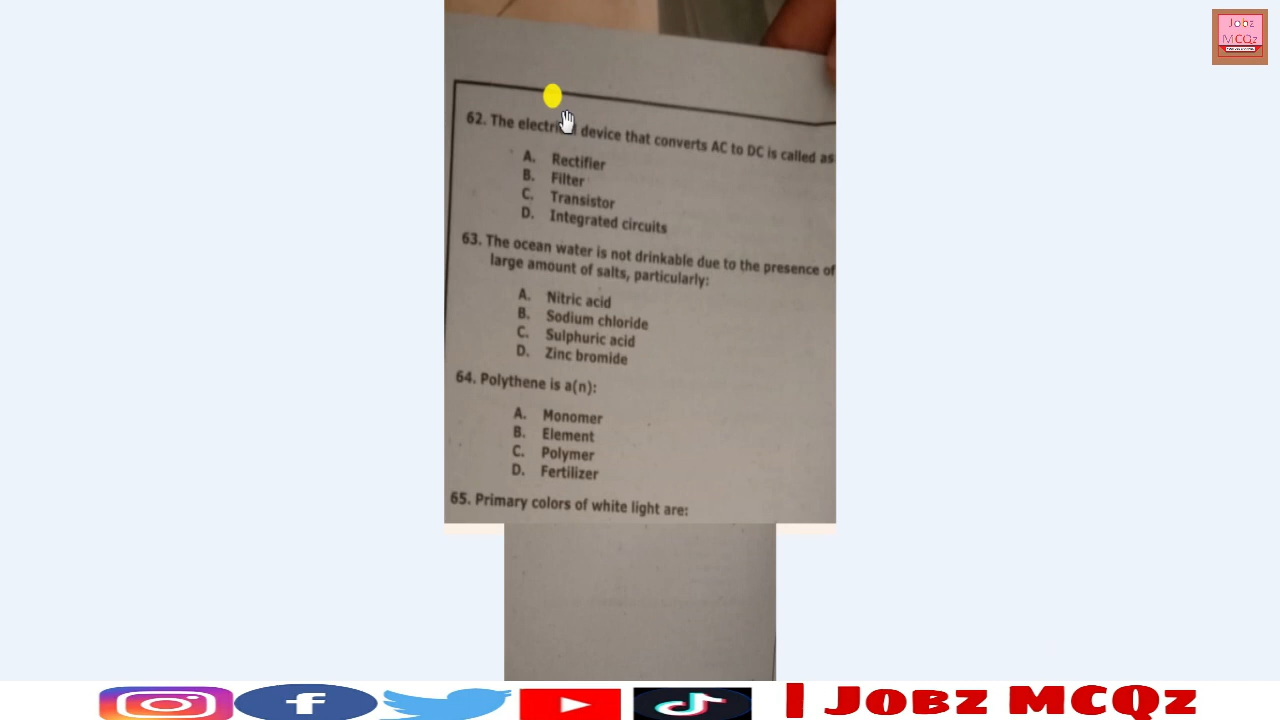 Jobz
MCQz
62. The electri device that converts AC to DC is called as
A. Rectifier
B. Filter
C. Transistor
D. Integrated circuits
63. The ocean water is not drinkable due to the presence of
large amount of salts, particularly:
A. Nitric acid
B. Sodium chloride
C. Sulphuric acid
D. Zinc bromide
64. Polythene is a(n):
A. Monomer
B. Element
C. Polymer
D. Fertilizer
65. Primary colors of white light are:
| Jobz MCQz